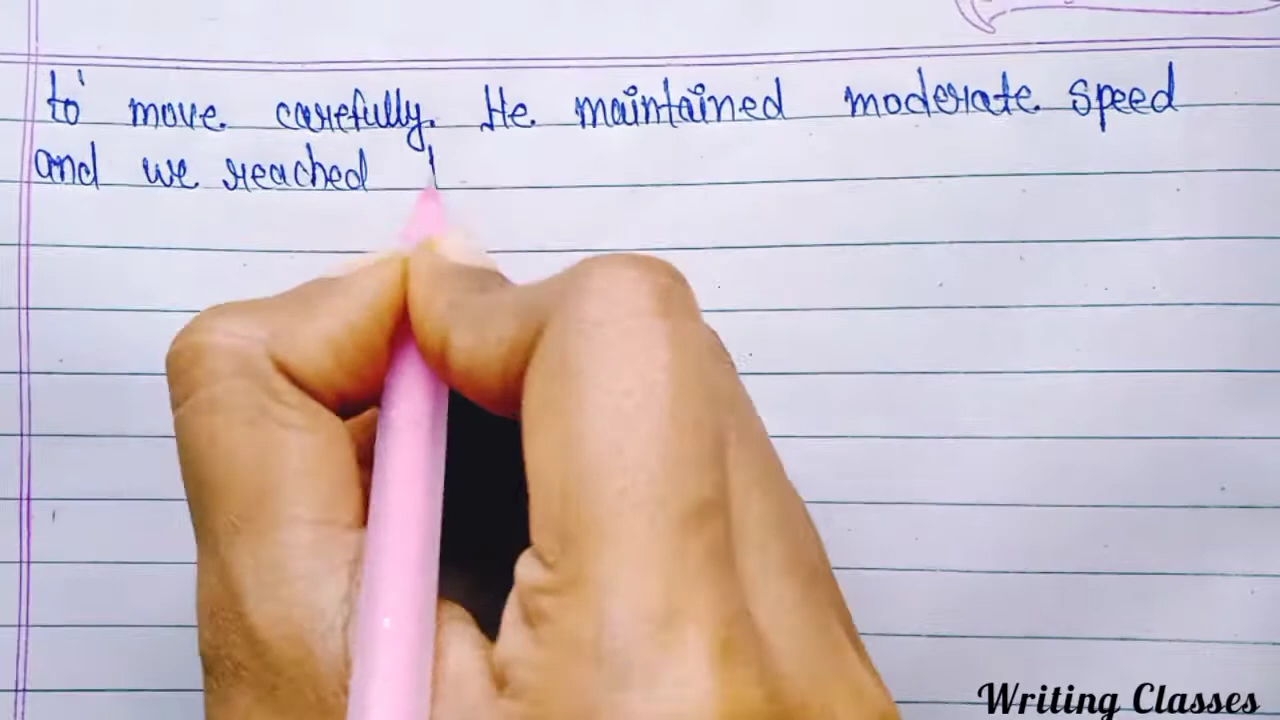 to move carefully. He maintained moderate speed
and we reached
Writing Classes